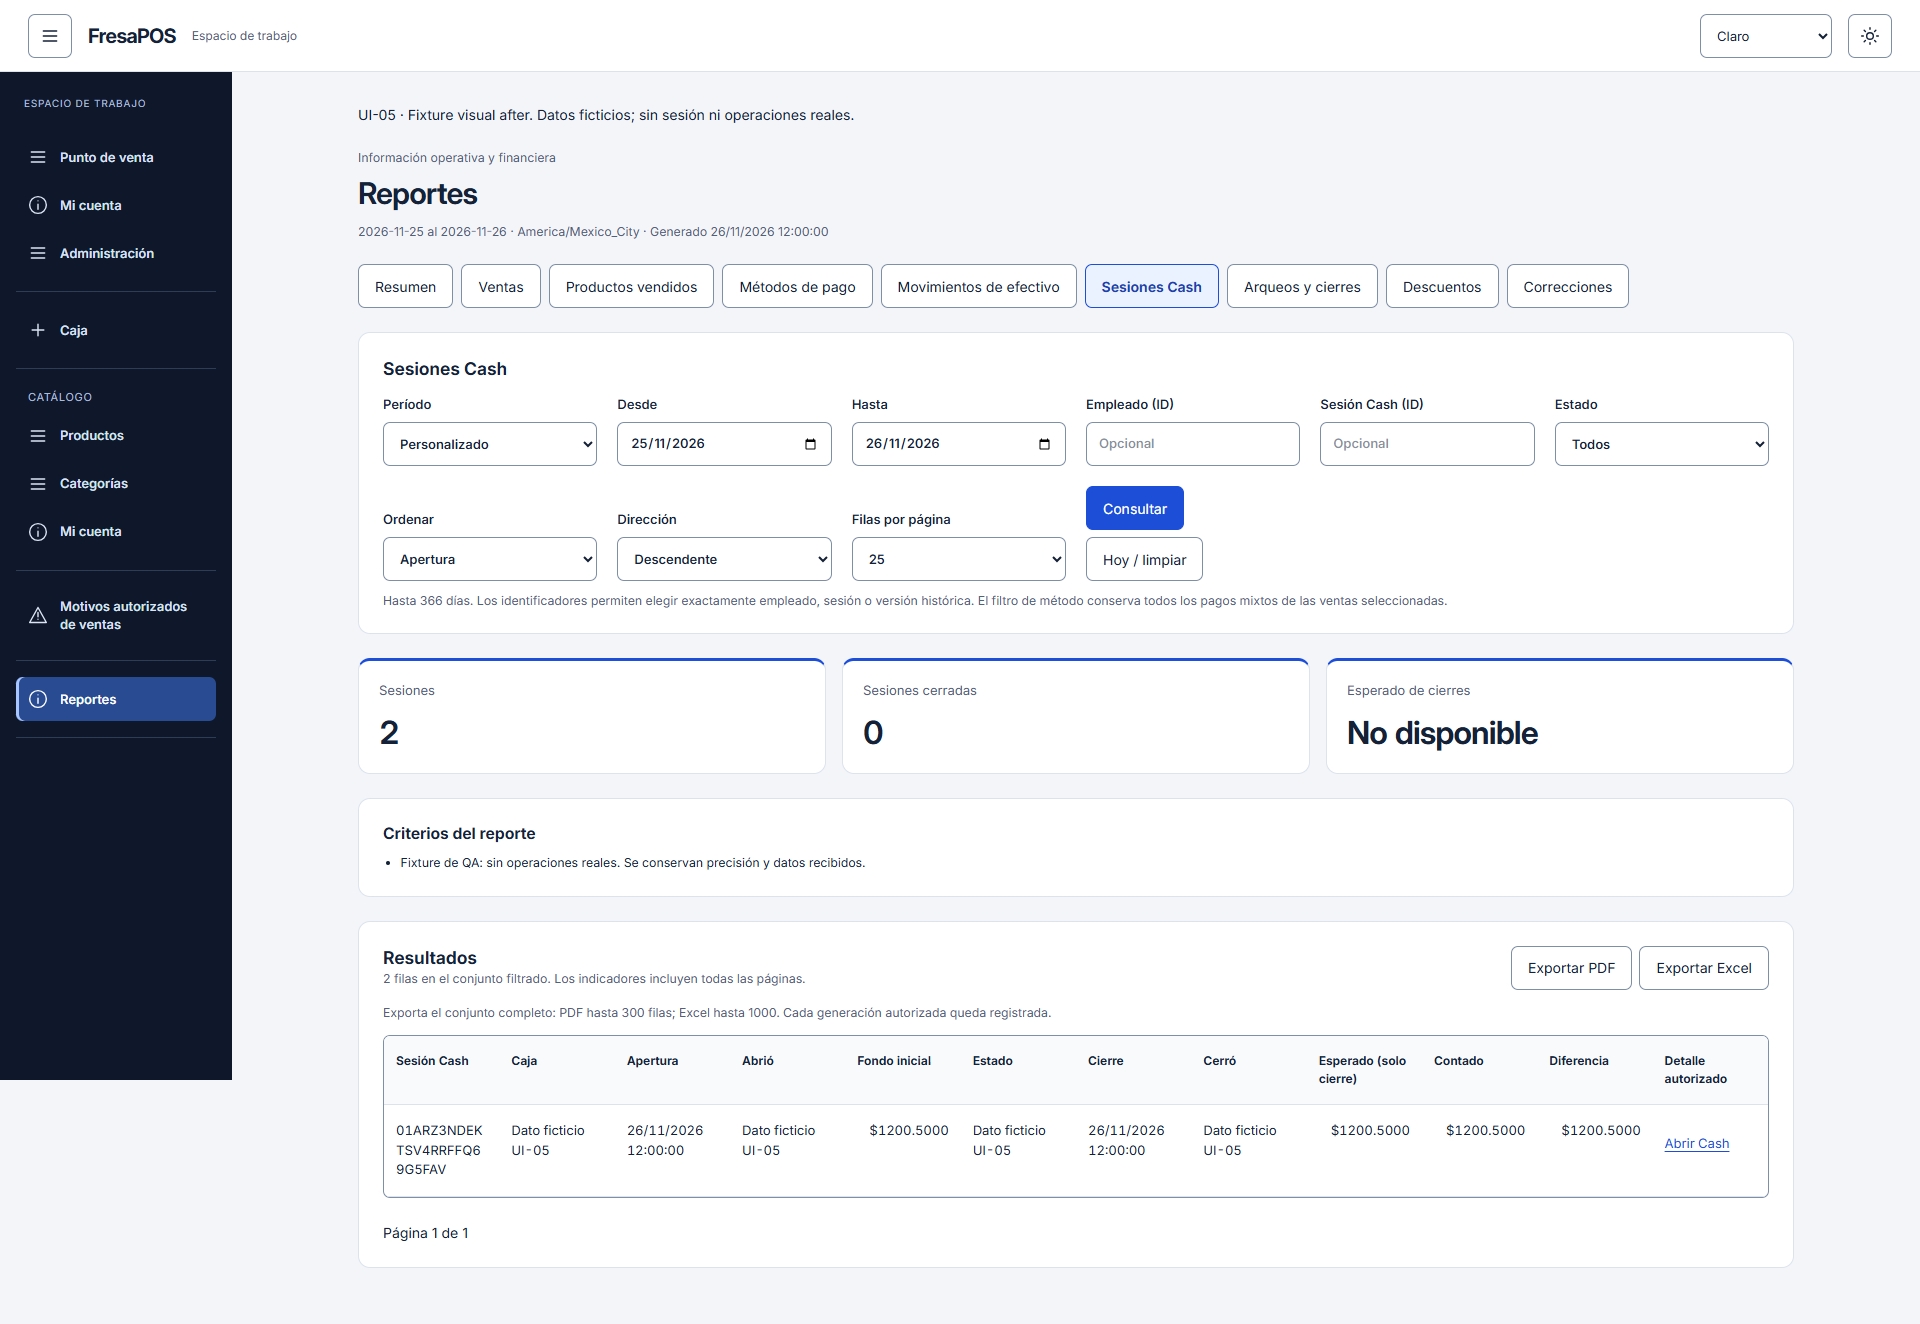 FresaPOS
Espacio de trabajo
Claro
ESPACIO DE TRABAJO
Punto de venta
Mi cuenta
Administración
Caja
CATÁLOGO
Productos
Categorías
Mi cuenta
Motivos autorizados
de ventas
Reportes
UI-05 · Fixture visual after. Datos ficticios; sin sesión ni operaciones reales.
Información operativa y financiera
Reportes
2026-11-25 al 2026-11-26 · America/Mexico_City · Generado 26/11/2026 12:00:00
Resumen
Ventas
Productos vendidos
Métodos de pago
Movimientos de efectivo
Sesiones Cash
Arqueos y cierres
Descuentos
Correcciones
Sesiones Cash
Período
Desde
Hasta
Empleado (ID)
Sesión Cash (ID)
Estado
Personalizado
25/11/2026
26/11/2026
Opcional
Opcional
Todos
Ordenar
Dirección
Filas por página
Consultar
Apertura
Descendente
25
Hoy / limpiar
Hasta 366 días. Los identificadores permiten elegir exactamente empleado, sesión o versión histórica. El filtro de método conserva todos los pagos mixtos de las ventas seleccionadas.
Sesiones
2
Sesiones cerradas
0
Esperado de cierres
No disponible
Criterios del reporte
• Fixture de QA: sin operaciones reales. Se conservan precisión y datos recibidos.
Resultados
2 filas en el conjunto filtrado. Los indicadores incluyen todas las páginas.
Exportar PDF
Exportar Excel
Exporta el conjunto completo: PDF hasta 300 filas; Excel hasta 1000. Cada generación autorizada queda registrada.
Sesión Cash
Caja
Apertura
Abrió
Fondo inicial
Estado
Cierre
Cerró
Esperado (solo
cierre)
Contado
Diferencia
Detalle
autorizado
01ARZ3NDEK
TSV4RRFFQ6
9G5FAV
Dato ficticio
UI-05
26/11/2026
12:00:00
Dato ficticio
UI-05
$1200.5000
Dato ficticio
UI-05
26/11/2026
12:00:00
Dato ficticio
UI-05
$1200.5000
$1200.5000
$1200.5000
Abrir Cash
Página 1 de 1